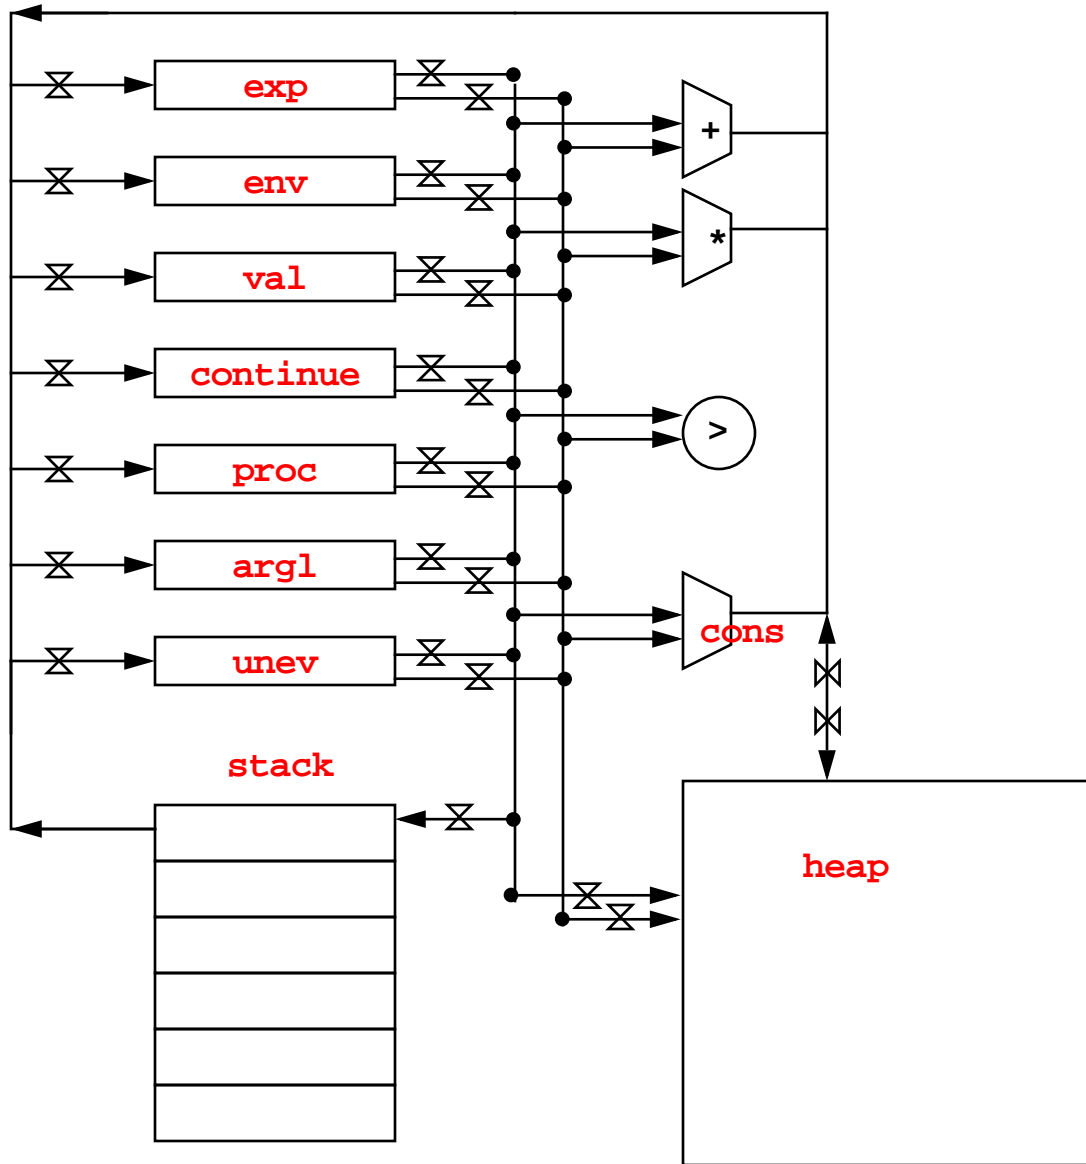 exp
+
env
*
val
continue
>
proc
argl
cons
unev
stack
heap